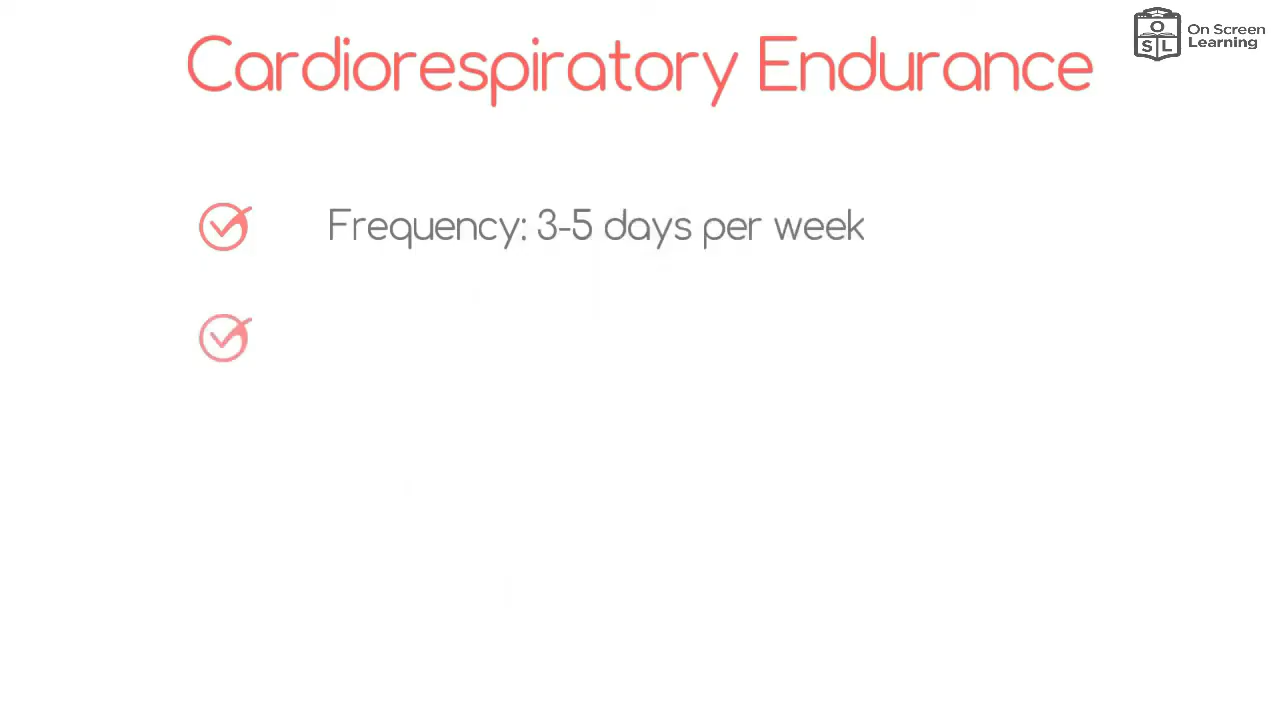 Cardiorespiratory Endurance
O
S L
On Screen
Learning
Frequency: 3-5 days per week